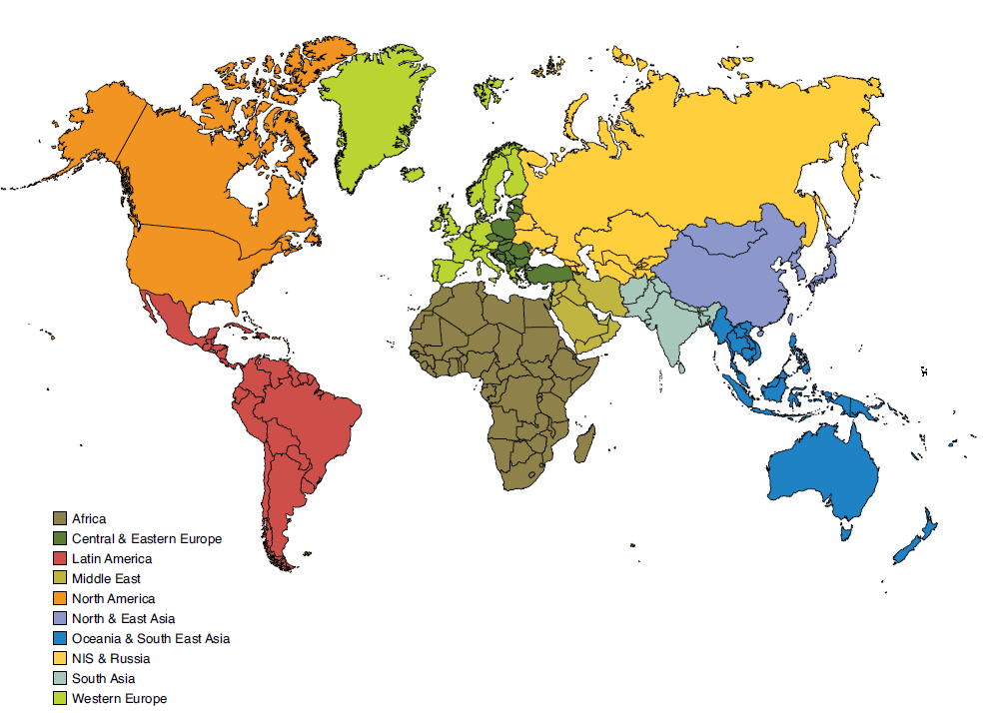 Africa
Central & Eastern Europe
Latin America
Middle East
North America
North & East Asia
Oceania & South East Asia
NIS & Russia
South Asia
Western Europe